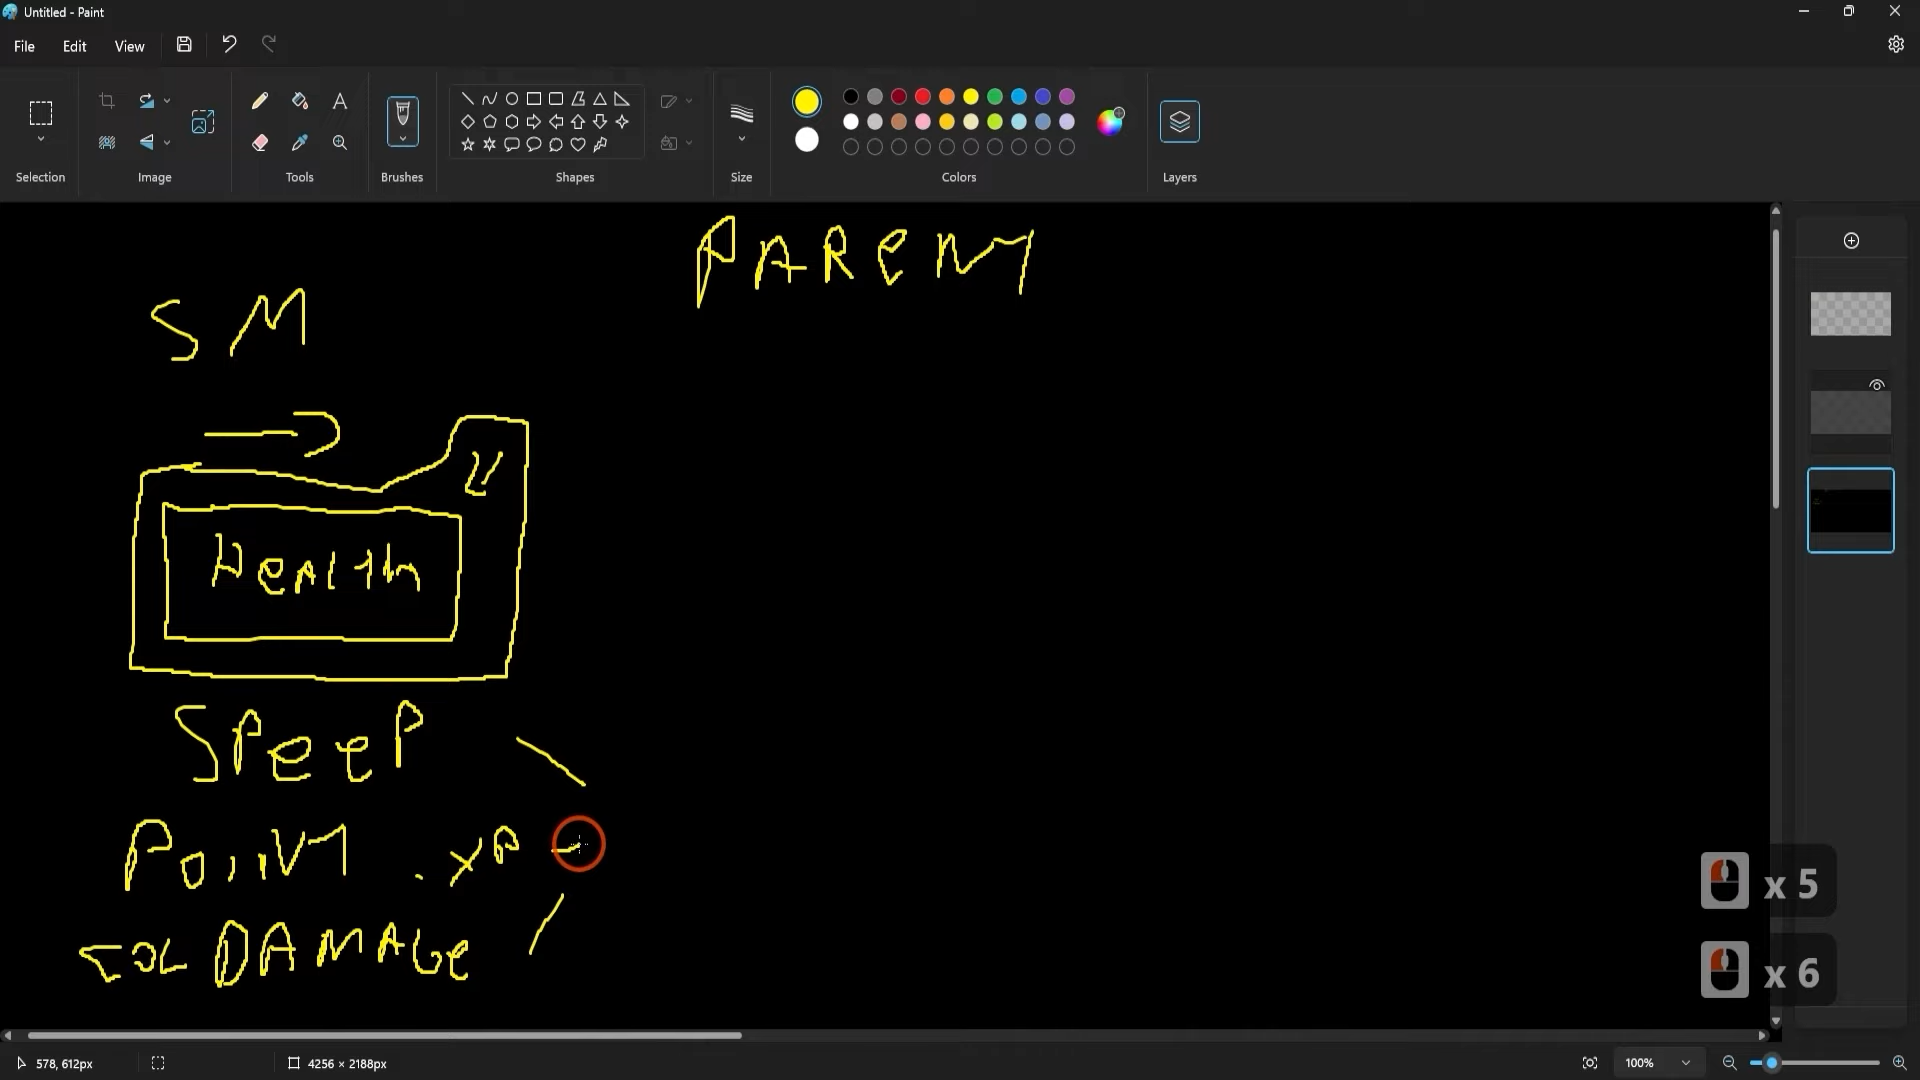 Untitled - Paint
File Edit View
Selection Image Tools Brushes Shapes Size Colors Layers
PAReNT
SM
HeAlth
SPeeP
PoiNT . XP
COL DAMAGe
x 5
x 6
578, 612px
4256 × 2188px
100%